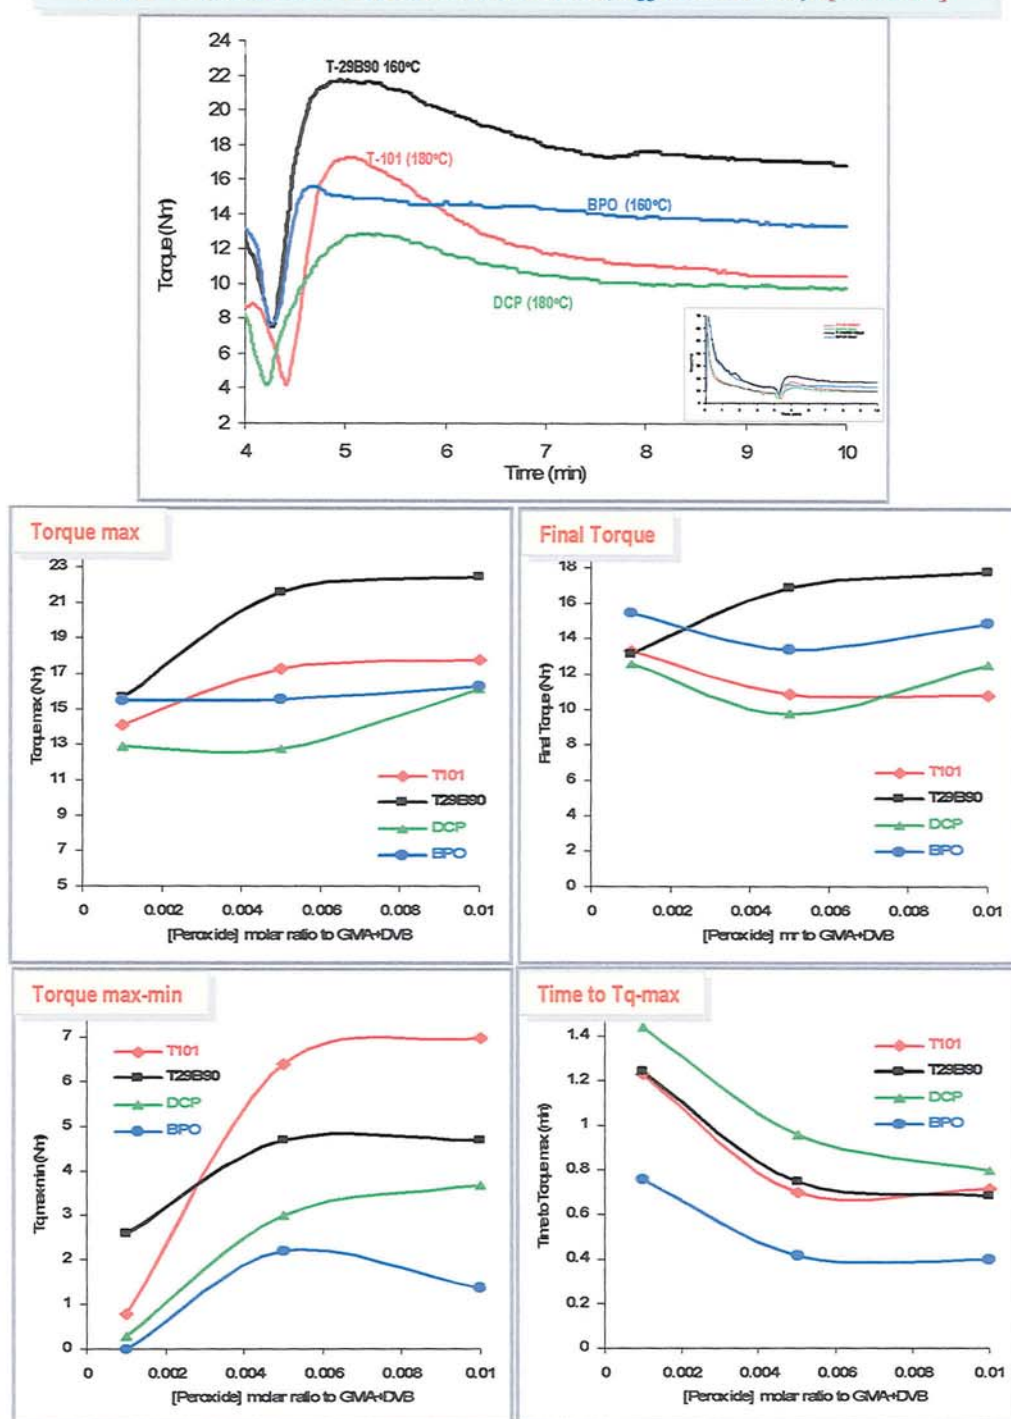 24
22
20
18
16
14
12
10
8
6
4
2
Torque (Nm)
T-29B90 160°C
T-101 (180°C)
BPO (160°C)
DCP (180°C)
4 5 6 7 8 9 10
Time (min)
Torque max
23
21
19
17
15
13
11
9
7
5
Torque max (Nm)
T101
T29B90
DCP
BPO
0 0.002 0.004 0.006 0.008 0.01
[Peroxide] molar ratio to GMA+DVB
Final Torque
18
16
14
12
10
8
6
4
2
0
Final Torque (Nm)
T101
T29B90
DCP
BPO
0 0.002 0.004 0.006 0.008 0.01
[Peroxide] mr to GMA+DVB
Torque max-min
7
6
5
4
3
2
1
0
Tq max-min (Nm)
T101
T29B90
DCP
BPO
0 0.002 0.004 0.006 0.008 0.01
[Peroxide] molar ratio to GMA+DVB
Time to Tq-max
1.4
1.2
1
0.8
0.6
0.4
0.2
0
Time to Torque max (min)
T101
T29B90
DCP
BPO
0 0.002 0.004 0.006 0.008 0.01
[Peroxide] molar ratio to GMA+DVB